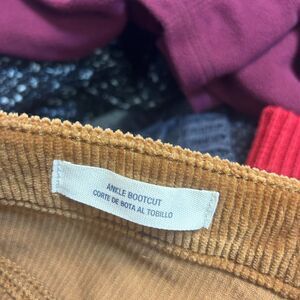 ANKLE BOOTCUT
CORTE DE BOTA AL TOBILLO